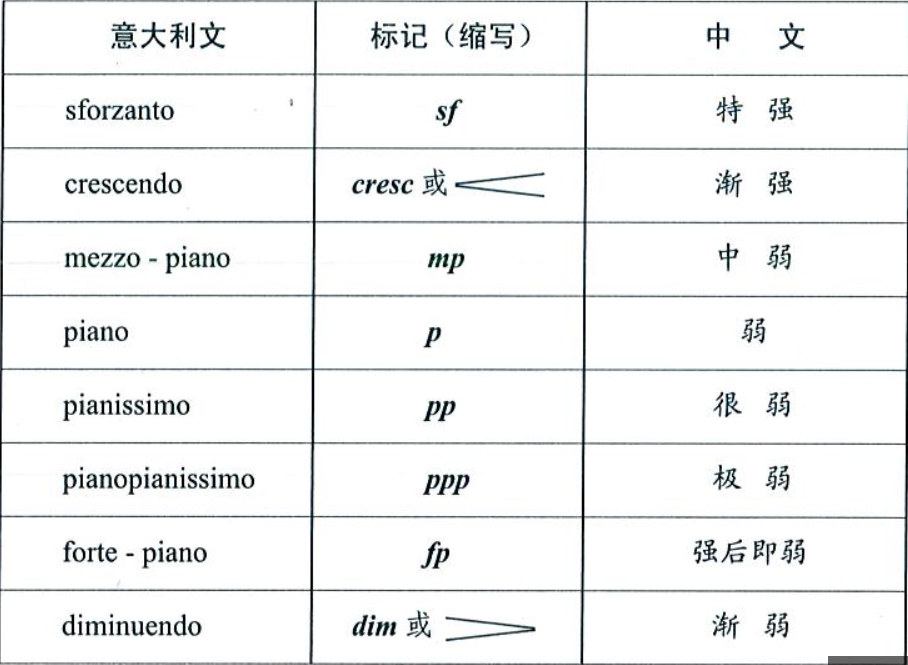 意大利文 标记（缩写） 中 文
sforzanto sf 特 强
crescendo cresc 或 渐 强
mezzo - piano mp 中 弱
piano p 弱
pianissimo pp 很 弱
pianopianissimo ppp 极 弱
forte - piano fp 强后即弱
diminuendo dim 或 渐 弱